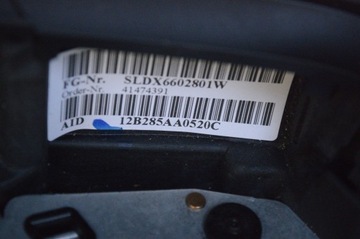 FG-Nr. SLDX6602801W
Order-Nr. 41474391
AID 12B285AA0520C